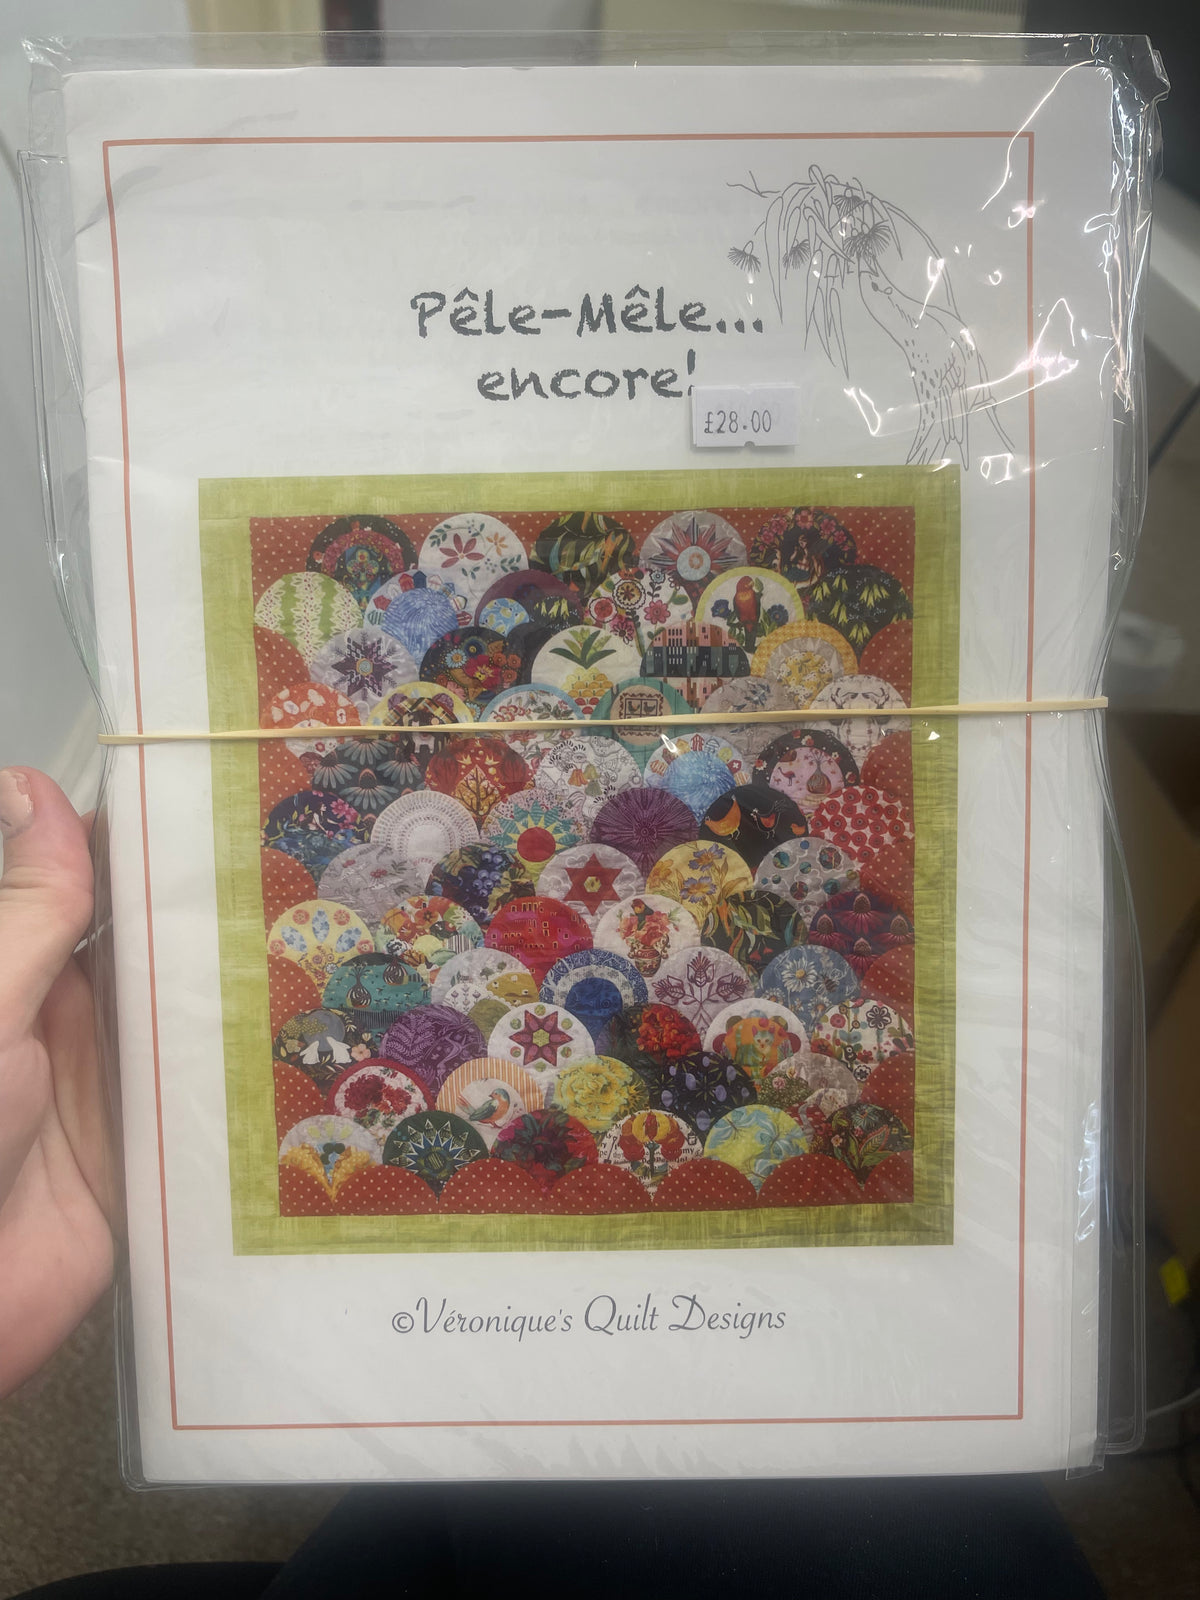 Pêle-Mêle...
encore!
£28.00
©Véronique's Quilt Designs